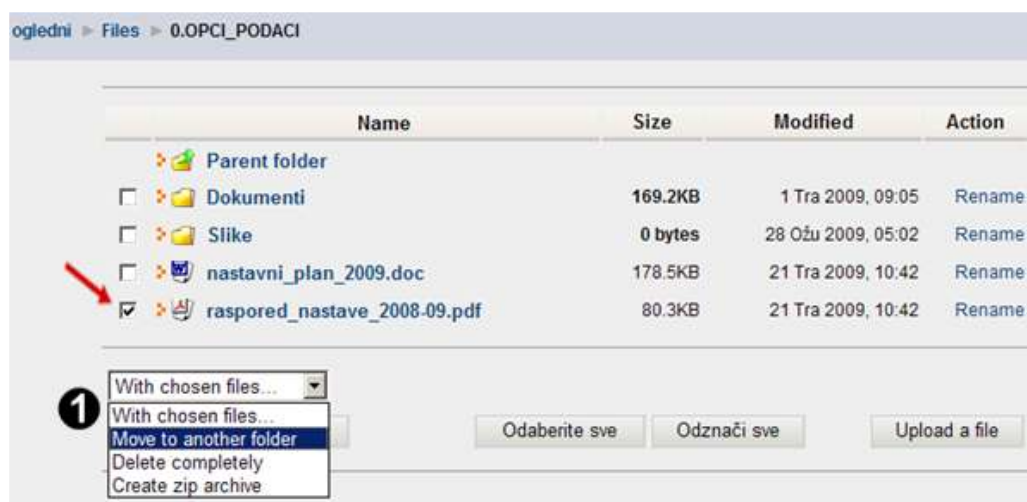 ogledni ► Files ► 0.OPCI_PODACI
Name Size Modified Action
Parent folder
Dokumenti 169.2KB 1 Tra 2009, 09:05 Rename
Slike 0 bytes 28 Ožu 2009, 05:02 Rename
nastavni_plan_2009.doc 178.5KB 21 Tra 2009, 10:42 Rename
raspored_nastave_2008-09.pdf 80.3KB 21 Tra 2009, 10:42 Rename
With chosen files...
1
With chosen files...
Move to another folder
Delete completely
Create zip archive
Odaberite sve Odznači sve Upload a file